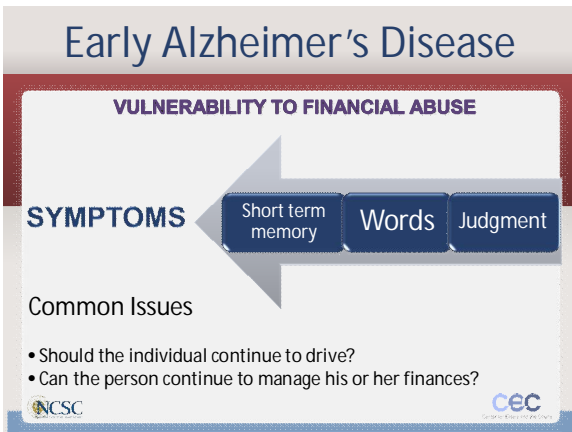 Early Alzheimer's Disease
VULNERABILITY TO FINANCIAL ABUSE
SYMPTOMS
Short term
memory
Words
Judgment
Common Issues
• Should the individual continue to drive?
• Can the person continue to manage his or her finances?
NCSC
CEC